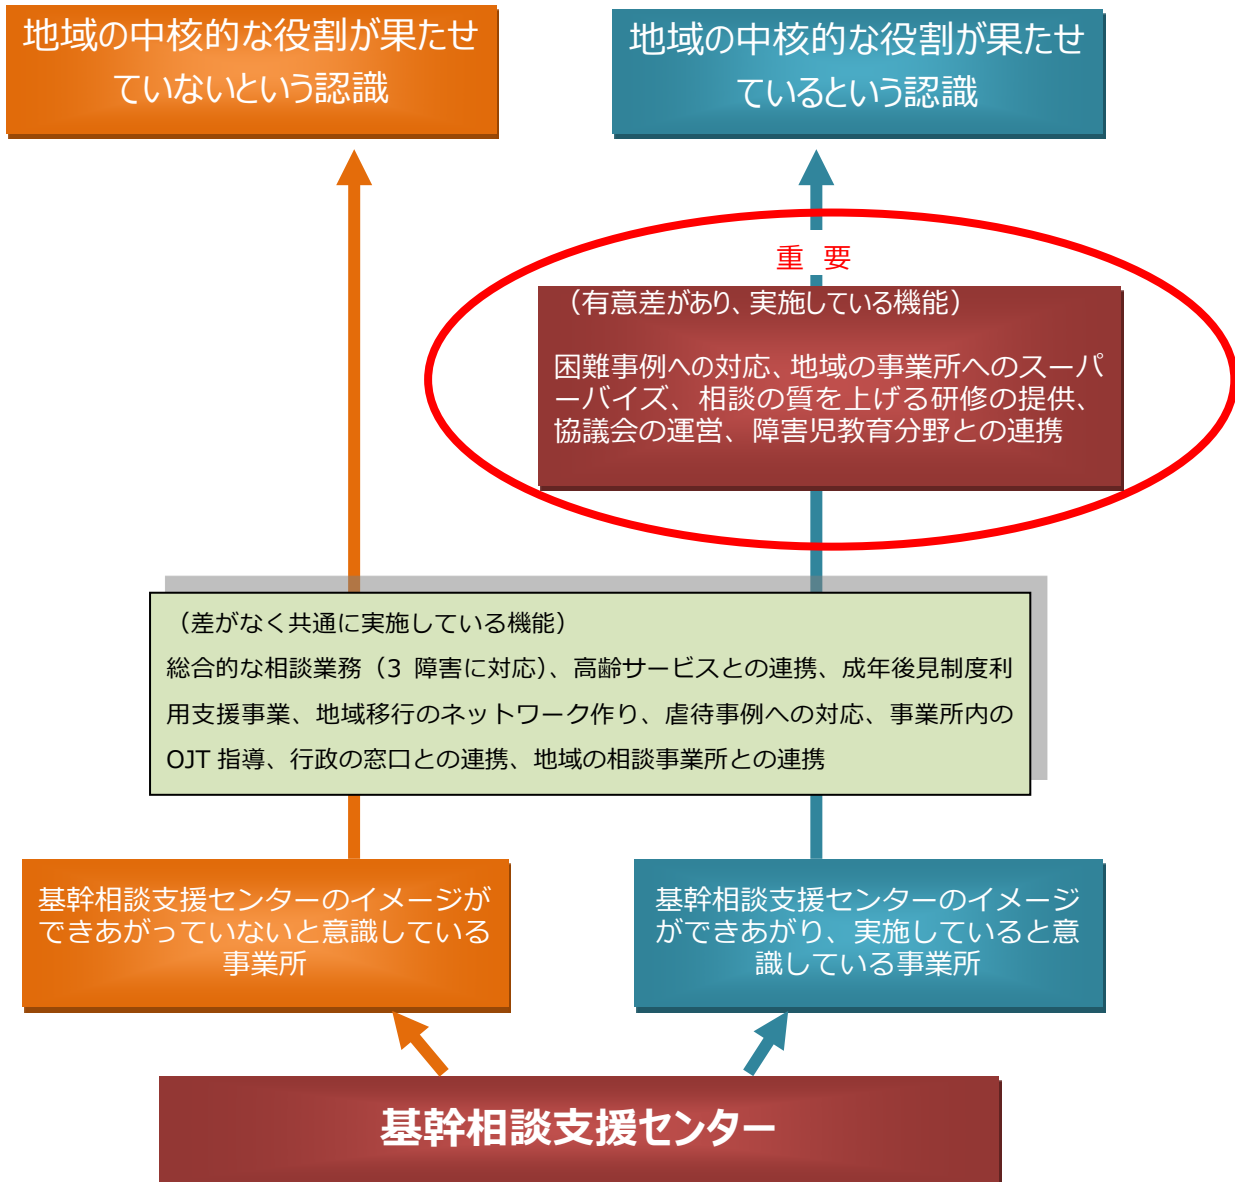 地域の中核的な役割が果たせ
ていないという認識
地域の中核的な役割が果たせ
ているという認識
重 要
（有意差があり、実施している機能）
困難事例への対応、地域の事業所へのスーパ
ーバイズ、相談の質を上げる研修の提供、
協議会の運営、障害児教育分野との連携
（差がなく共通に実施している機能）
総合的な相談業務（3 障害に対応）、高齢サービスとの連携、成年後見制度利
用支援事業、地域移行のネットワーク作り、虐待事例への対応、事業所内の
OJT 指導、行政の窓口との連携、地域の相談事業所との連携
基幹相談支援センターのイメージが
できあがっていないと意識している
事業所
基幹相談支援センターのイメージ
ができあがり、実施していると意
識している事業所
基幹相談支援センター